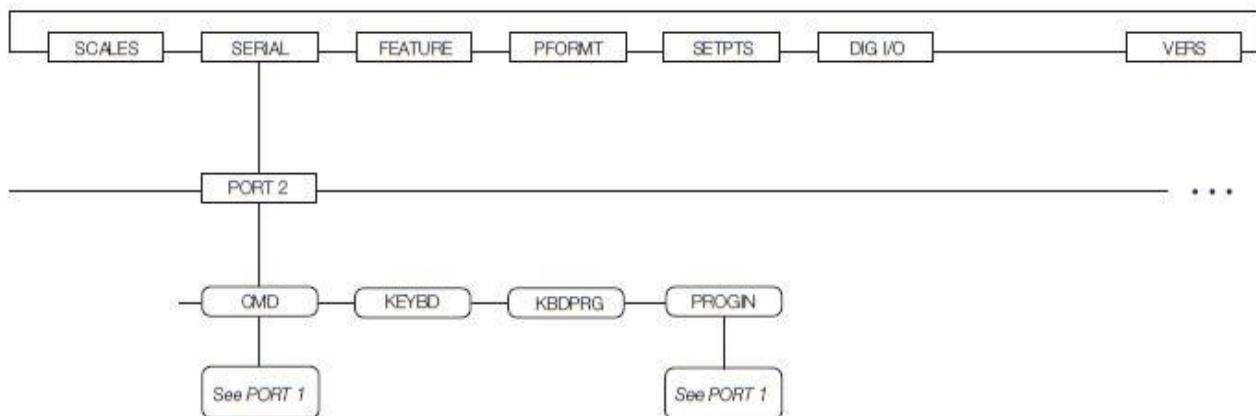 SCALES SERIAL FEATURE PFORMT SETPTS DIG I/O VERS
PORT 2 • • •
CMD KEYBD KBDPRG PROGIN
See PORT 1 See PORT 1